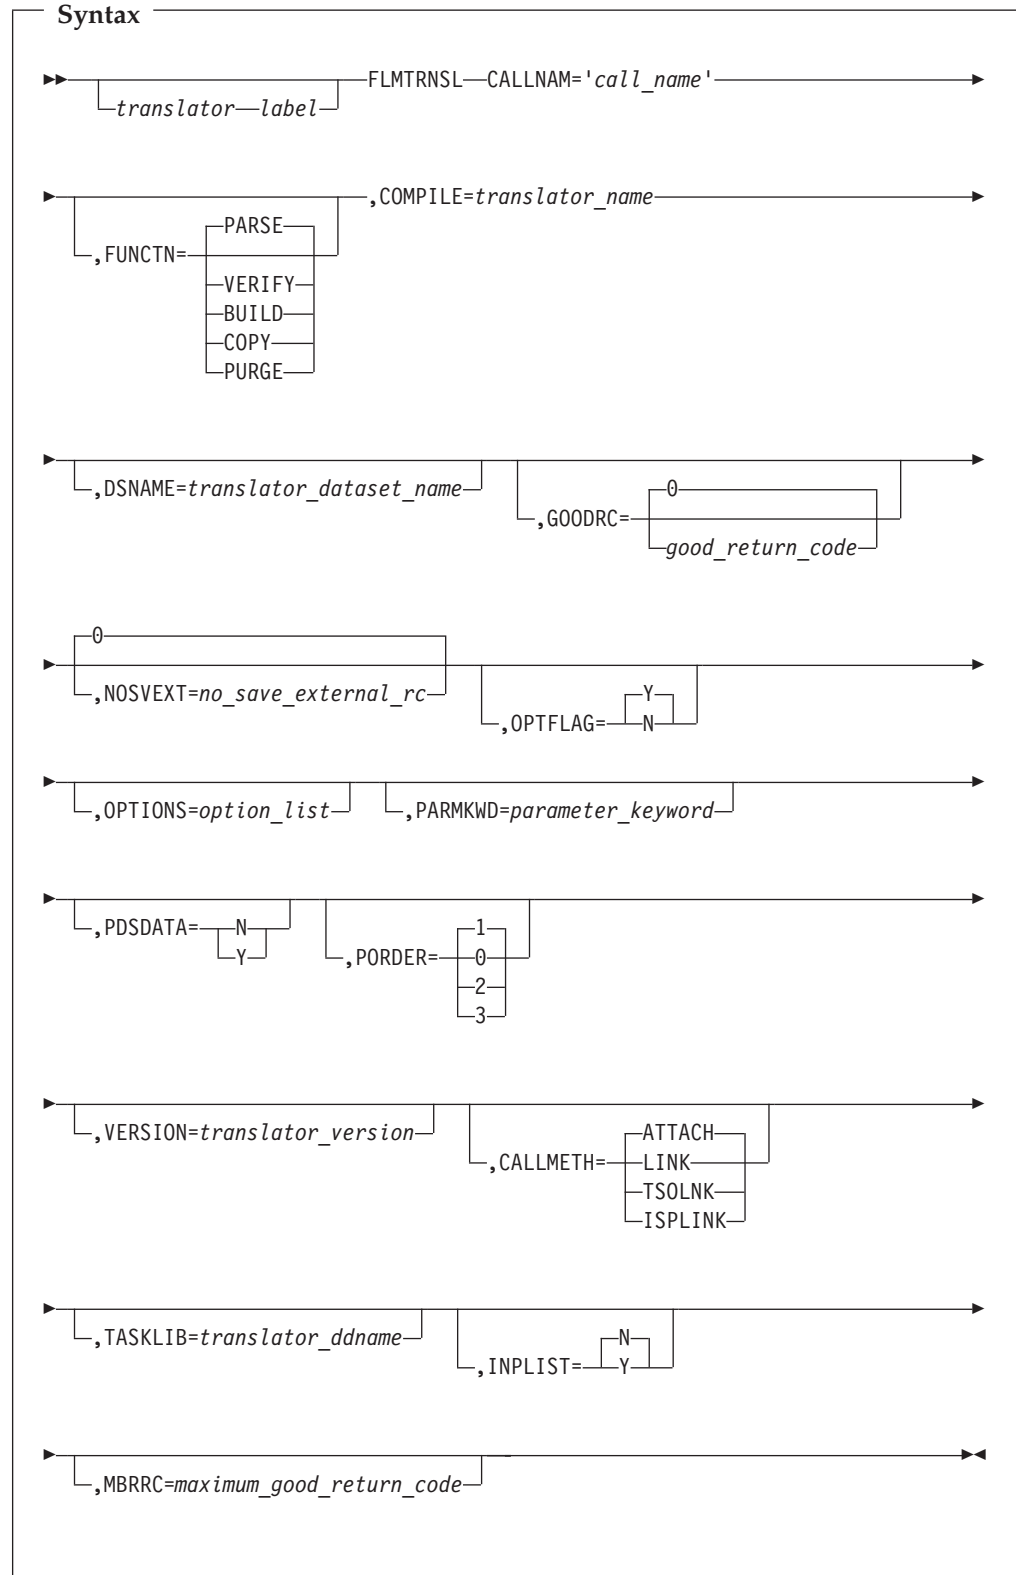 Syntax
FLMTRNSL CALLNAM='call_name'
translator label
,COMPILE=translator_name
PARSE
,FUNCTN=
VERIFY
BUILD
COPY
PURGE
,DSNAME=translator_dataset_name
0
,GOODRC=
good_return_code
0
,NOSVEXT=no_save_external_rc
Y
,OPTFLAG= N
,OPTIONS=option_list ,PARMKWD=parameter_keyword
,PDSDATA= N
Y
1
,PORDER= 0
2
3
,VERSION=translator_version
ATTACH
,CALLMETH= LINK
TSOLNK
ISPLINK
,TASKLIB=translator_ddname
N
,INPLIST= Y
,MBRRC=maximum_good_return_code